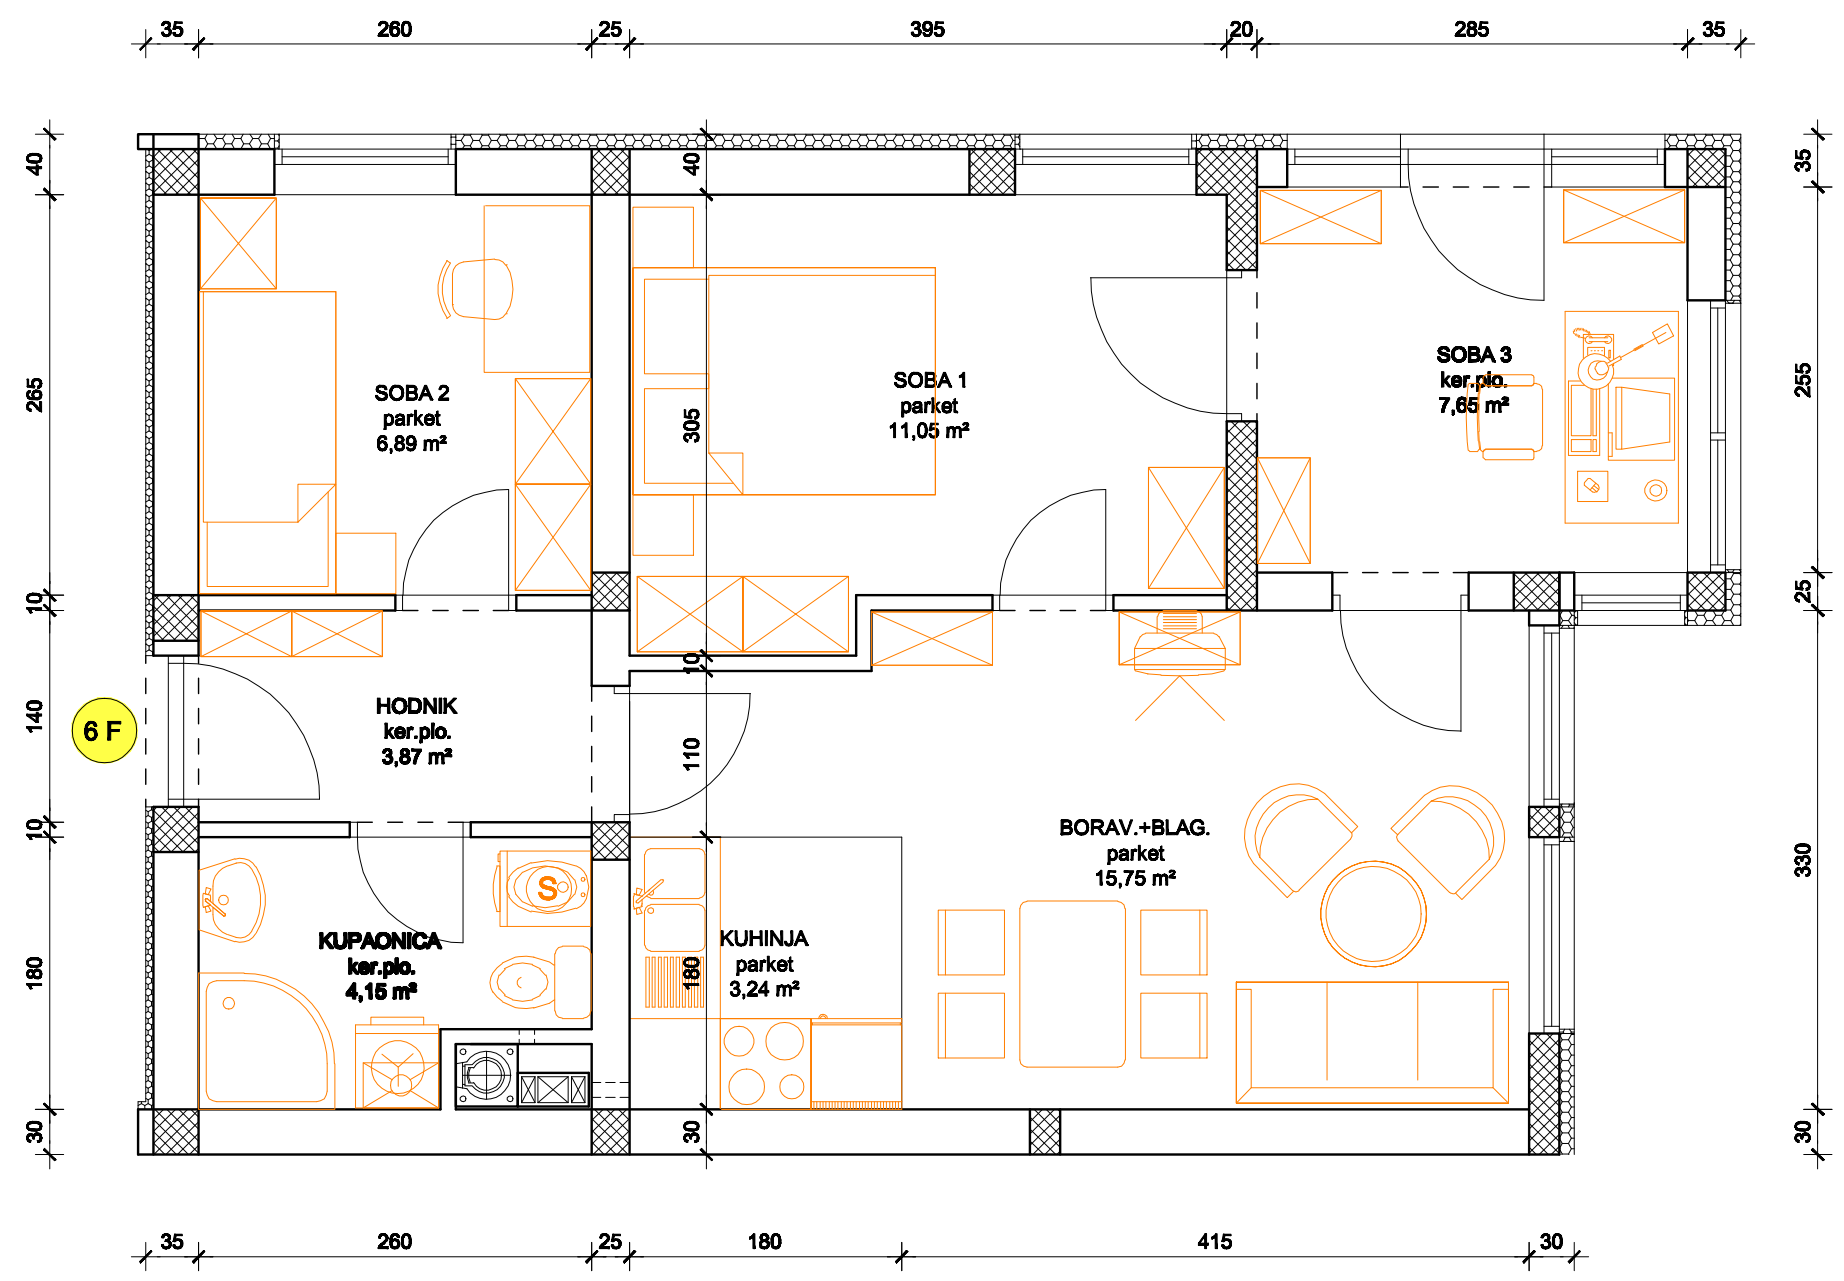 35 260 25 395 20 285 35
40
40
35
SOBA 2
parket
6,89 m²
SOBA 1
parket
11,05 m²
SOBA 3
ker.plo.
7,65 m²
265
305
255
10
10
25
HODNIK
ker.plo.
3,87 m²
6 F
140
110
10
BORAV.+BLAG.
parket
15,75 m²
330
S
KUPAONICA
ker.plo.
4,15 m²
KUHINJA
parket
3,24 m²
180
180
30
30
30
35 260 25 180 415 30